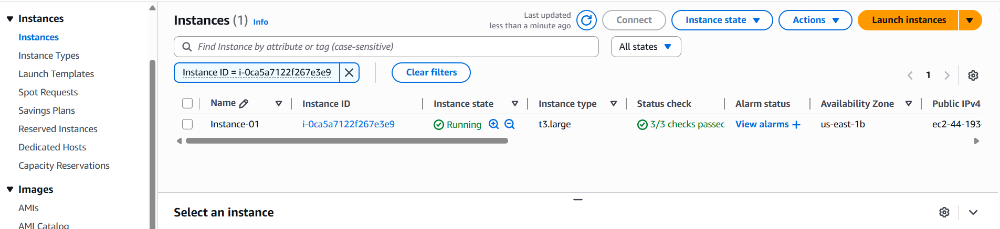 Instances
Instances
Instance Types
Launch Templates
Spot Requests
Savings Plans
Reserved Instances
Dedicated Hosts
Capacity Reservations
Images
AMIs
AMI Catalog
Instances (1) Info
Last updated
less than a minute ago
Connect
Instance state
Actions
Launch instances
Find Instance by attribute or tag (case-sensitive)
All states
Instance ID = i-0ca5a7122f267e3e9
Clear filters
1
Name Instance ID Instance state Instance type Status check Alarm status Availability Zone Public IPv4
Instance-01 i-0ca5a7122f267e3e9 Running t3.large 3/3 checks passed View alarms + us-east-1b ec2-44-193-
Select an instance